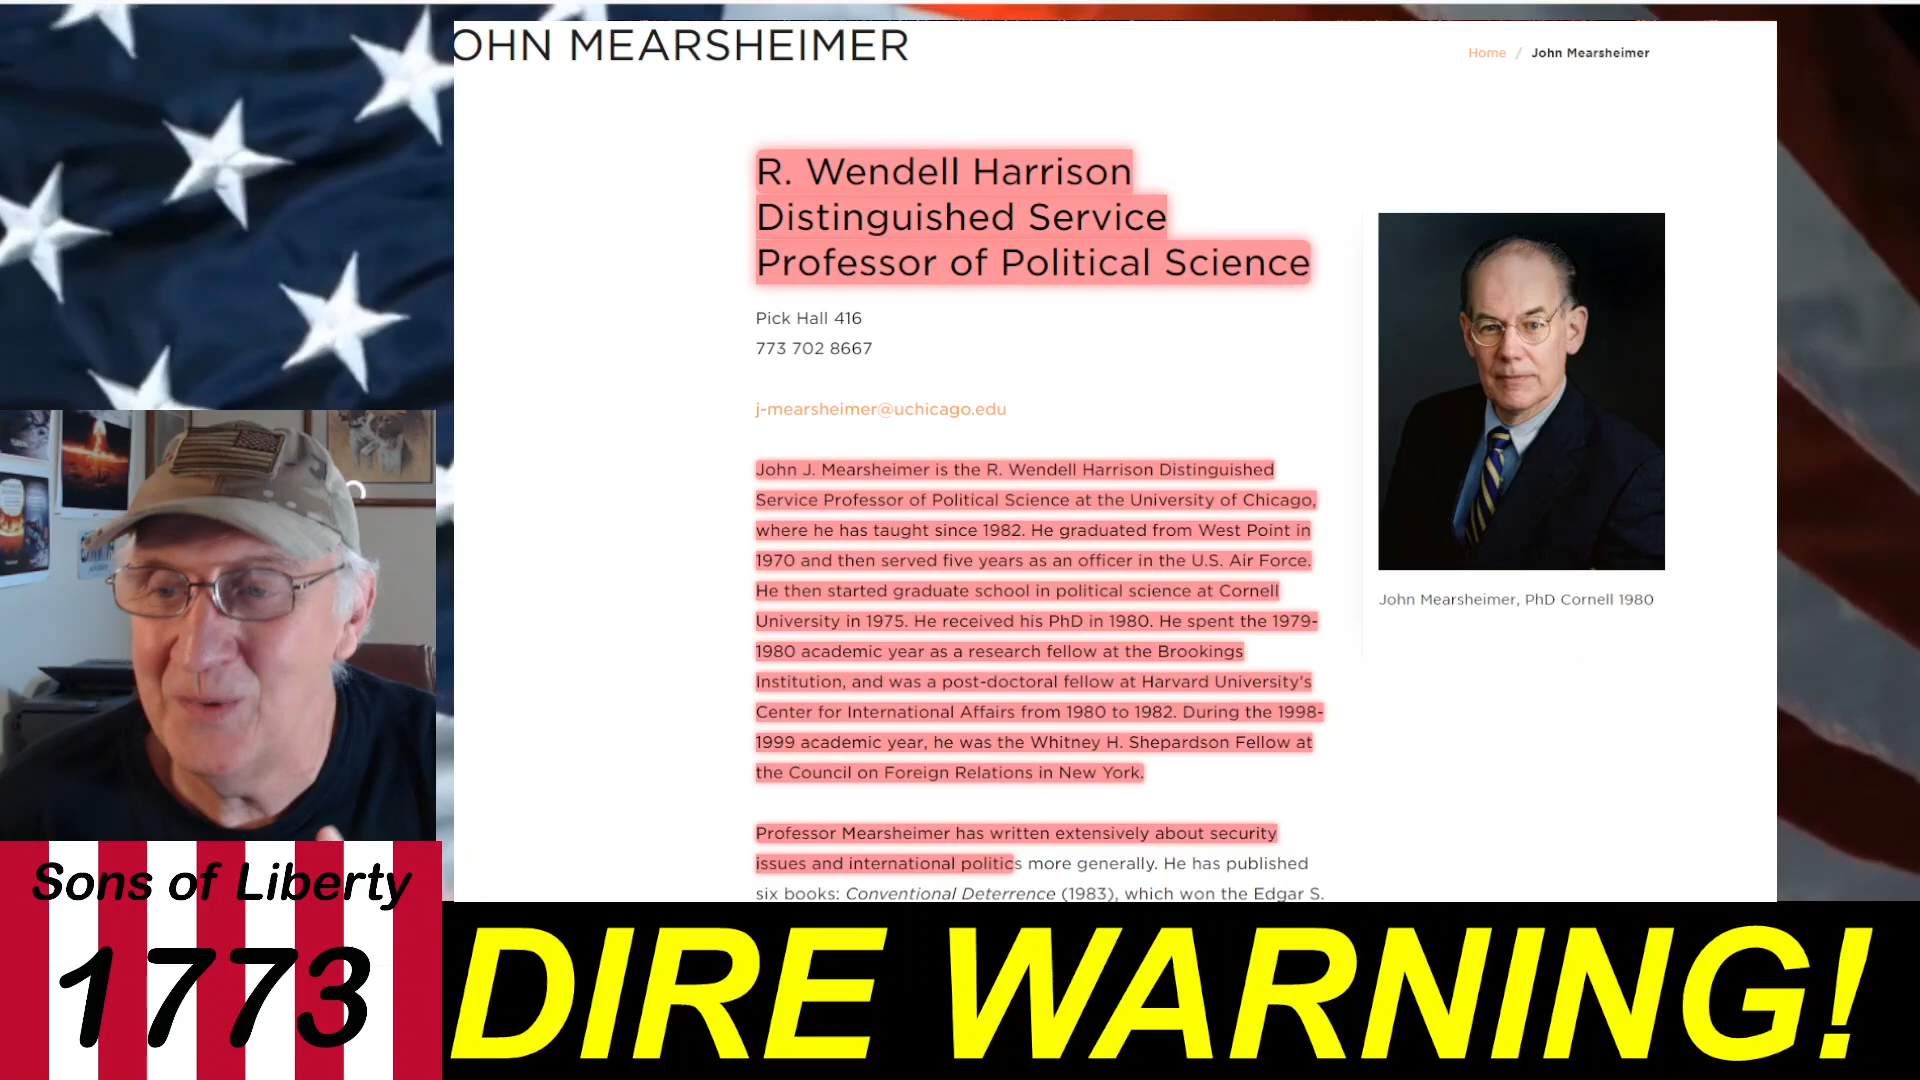 OHN MEARSHEIMER
Home / John Mearsheimer
R. Wendell Harrison
Distinguished Service
Professor of Political Science
Pick Hall 416
773 702 8667
j-mearsheimer@uchicago.edu
John J. Mearsheimer is the R. Wendell Harrison Distinguished
Service Professor of Political Science at the University of Chicago,
where he has taught since 1982. He graduated from West Point in
1970 and then served five years as an officer in the U.S. Air Force.
He then started graduate school in political science at Cornell
University in 1975. He received his PhD in 1980. He spent the 1979-
1980 academic year as a research fellow at the Brookings
Institution, and was a post-doctoral fellow at Harvard University's
Center for International Affairs from 1980 to 1982. During the 1998-
1999 academic year, he was the Whitney H. Shepardson Fellow at
the Council on Foreign Relations in New York.
Professor Mearsheimer has written extensively about security
issues and international politics more generally. He has published
six books: Conventional Deterrence (1983), which won the Edgar S.
John Mearsheimer, PhD Cornell 1980
Sons of Liberty
1773
DIRE WARNING!